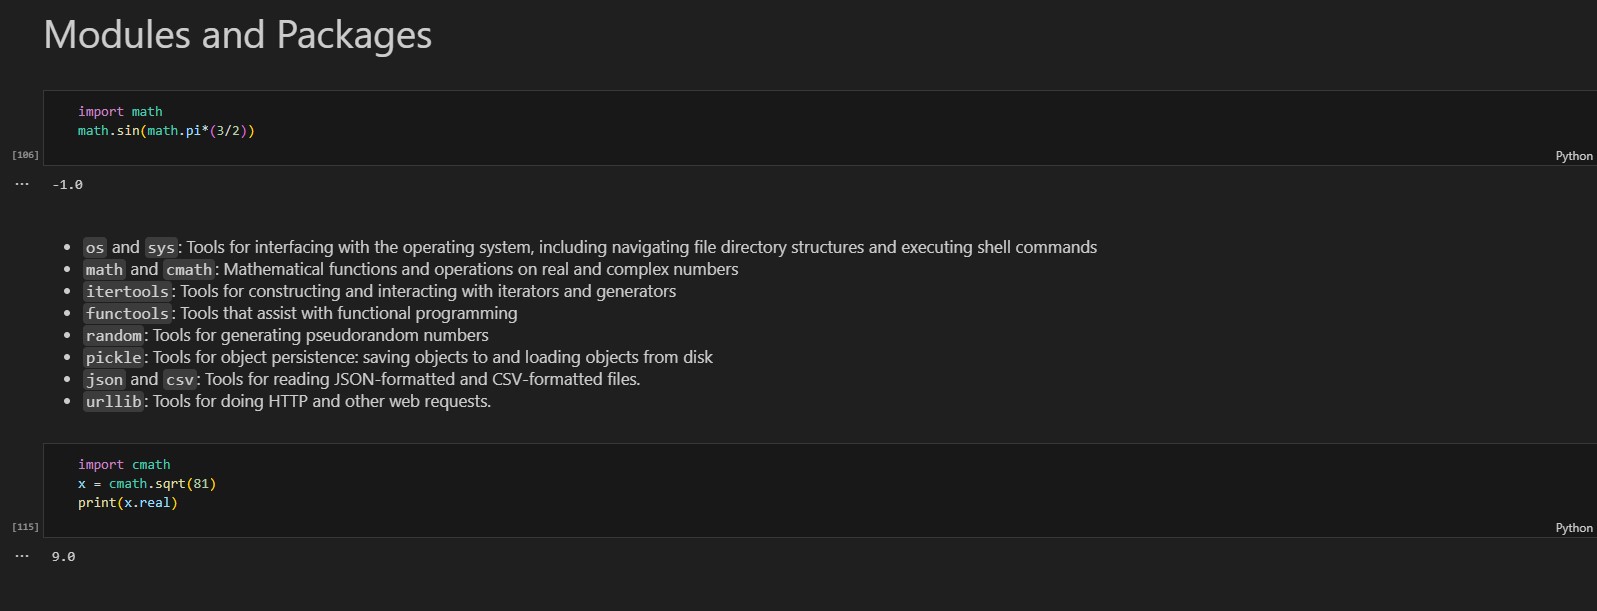 Modules and Packages
import math
math.sin(math.pi*(3/2))
[106]
Python
... -1.0
• os and sys: Tools for interfacing with the operating system, including navigating file directory structures and executing shell commands
• math and cmath: Mathematical functions and operations on real and complex numbers
• itertools: Tools for constructing and interacting with iterators and generators
• functools: Tools that assist with functional programming
• random: Tools for generating pseudorandom numbers
• pickle: Tools for object persistence: saving objects to and loading objects from disk
• json and csv: Tools for reading JSON-formatted and CSV-formatted files.
• urllib: Tools for doing HTTP and other web requests.
import cmath
x = cmath.sqrt(81)
print(x.real)
[115]
Python
... 9.0